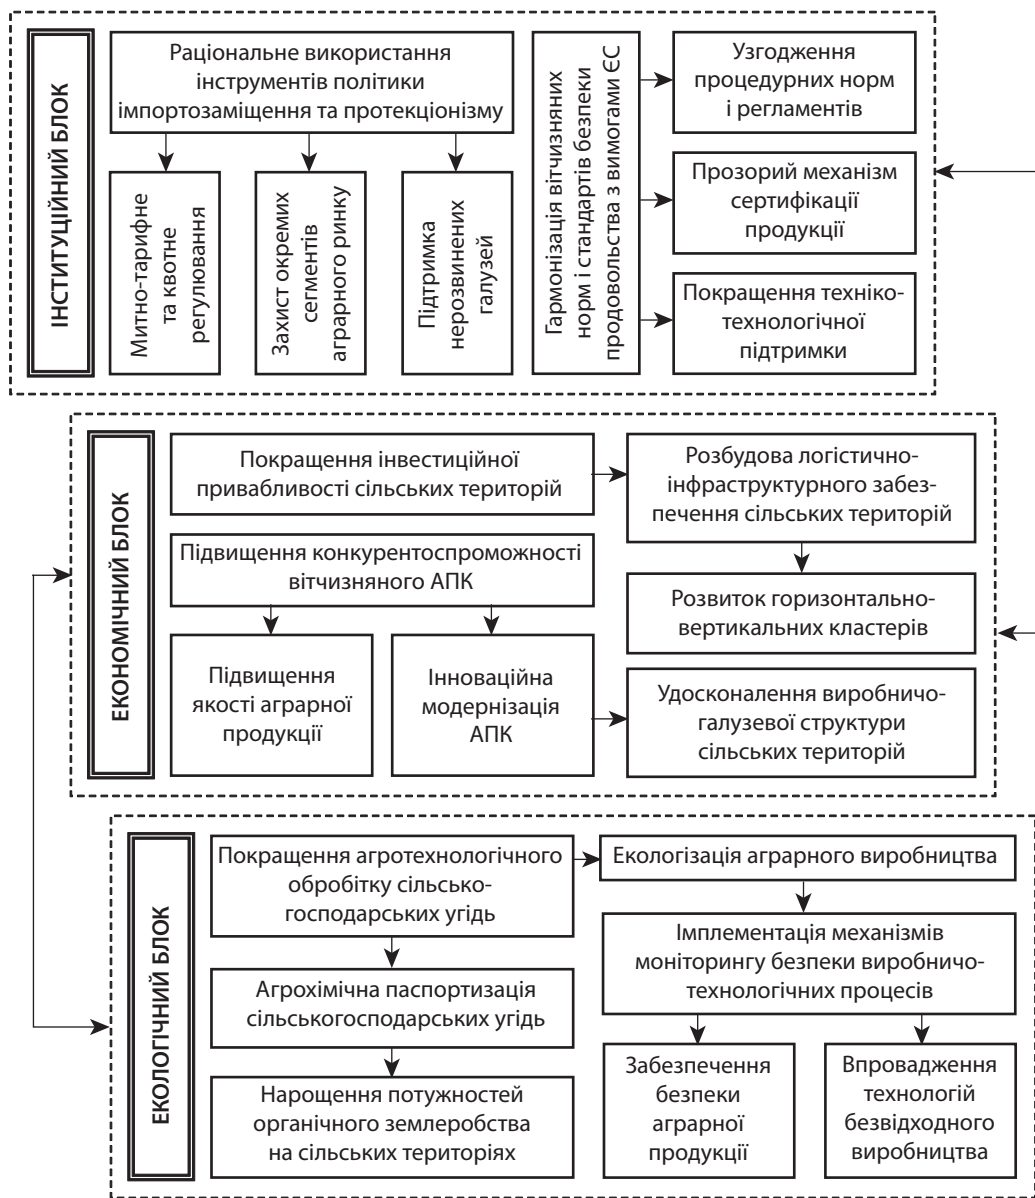 ІНСТИТУЦІЙНИЙ БЛОК
Раціональне використання
інструментів політики
імпортозаміщення та протекціонізму
Митно-тарифне
та квотне
регулювання
Захист окремих
сегментів
аграрного ринку
Підтримка
нерозвинених
галузей
Гармонізація вітчизняних
норм і стандартів безпеки
продовольства з вимогами ЄС
Узгодження
процедурних норм
і регламентів
Прозорий механізм
сертифікації
продукції
Покращення техніко-
технологічної
підтримки
ЕКОНОМІЧНИЙ БЛОК
Покращення інвестиційної
привабливості сільських територій
Розбудова логістично-
інфраструктурного забез-
печення сільських територій
Підвищення конкурентоспроможності
вітчизняного АПК
Розвиток горизонтально-
вертикальних кластерів
Підвищення
якості аграрної
продукції
Інноваційна
модернізація
АПК
Удосконалення виробничо-
галузевої структури
сільських територій
ЕКОЛОГІЧНИЙ БЛОК
Покращення агротехнологічного
обробітку сільсько-
господарських угідь
Екологізація аграрного виробництва
Агрохімічна паспортизація
сільськогосподарських угідь
Імплементація механізмів
моніторингу безпеки виробничо-
технологічних процесів
Нарощення потужностей
органічного землеробства
на сільських територіях
Забезпечення
безпеки
аграрної
продукції
Впровадження
технологій
безвідходного
виробництва